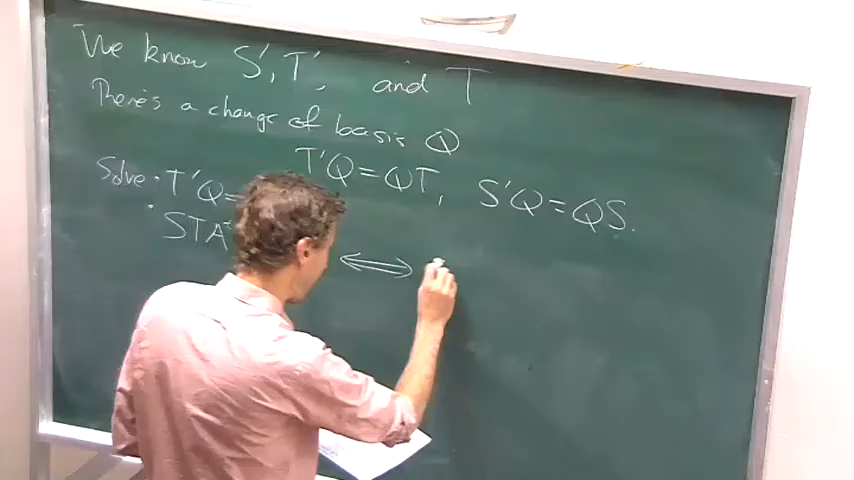 We know S', T', and T
There's a change of basis Q
T'Q = QT, S'Q = QS.
Solve • T'Q =
• STA
⟺